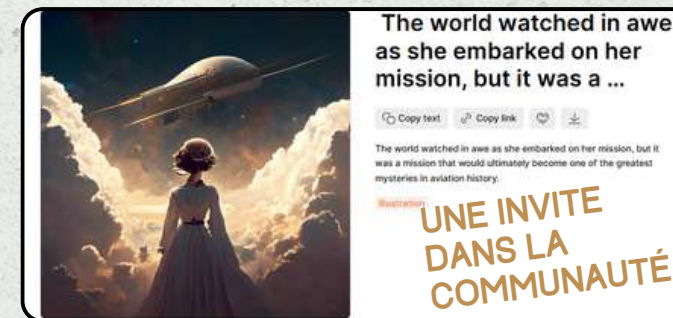 The world watched in awe
as she embarked on her
mission, but it was a ...
Copy text
Copy link
The world watched in awe as she embarked on her mission, but it
was a mission that would ultimately become one of the greatest
mysteries in aviation history.
Illustration
UNE INVITE
DANS LA
COMMUNAUTÉ